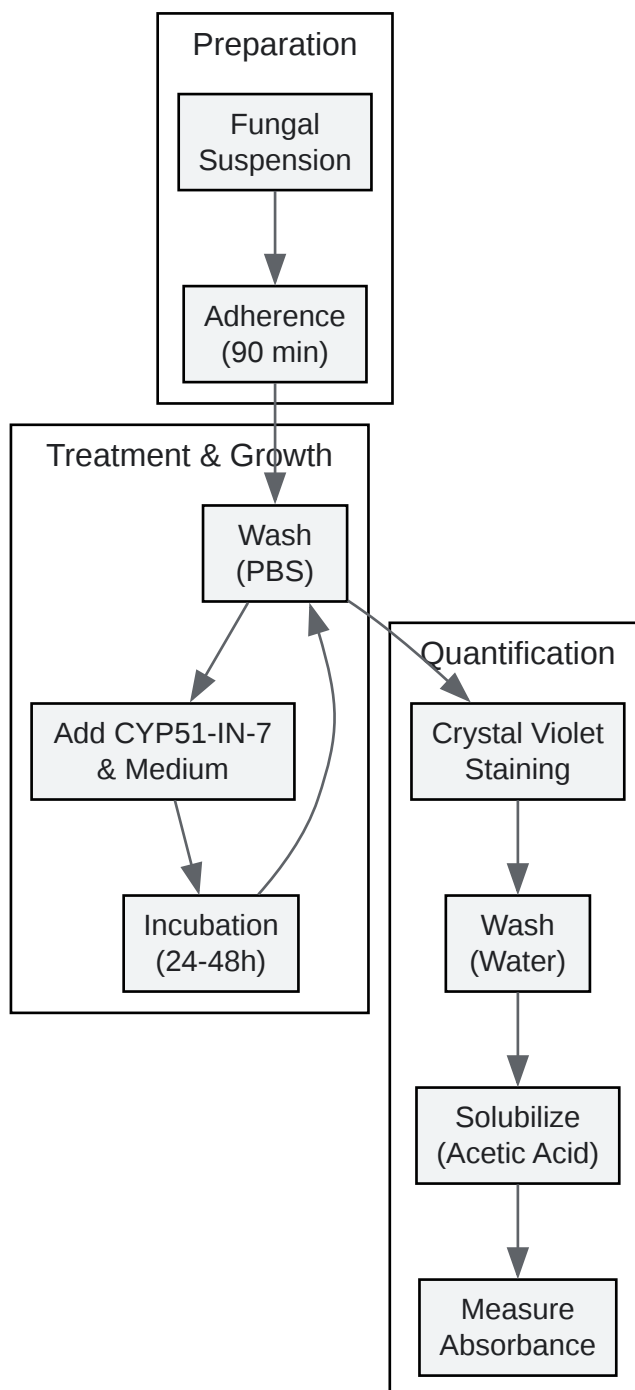 Preparation
Fungal
Suspension
Adherence
(90 min)
Treatment & Growth
Wash
(PBS)
Add CYP51-IN-7
& Medium
Incubation
(24-48h)
Quantification
Crystal Violet
Staining
Wash
(Water)
Solubilize
(Acetic Acid)
Measure
Absorbance